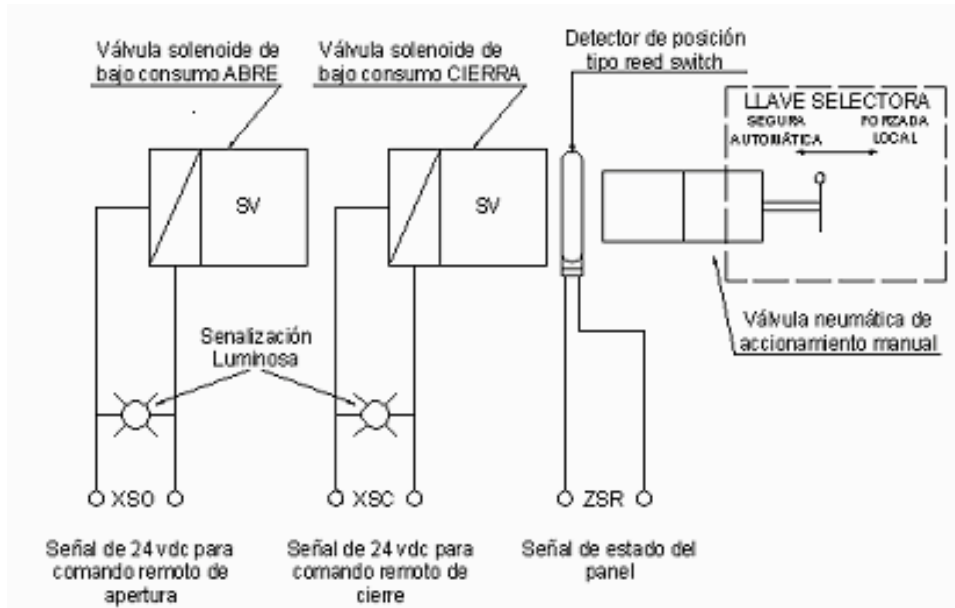 Válvula solenoide de
bajo consumo ABRE
Válvula solenoide de
bajo consumo CIERRA
Detector de posición
tipo reed switch
LLAVE SELECTORA
SEGURA
AUTOMÁTICA
FORZADA
LOCAL
SV
SV
Válvula neumática de
accionamiento manual
Senalización
Luminosa
XSO
XSC
ZSR
Señal de 24 vdc para
comando remoto de
apertura
Señal de 24 vdc para
comando remoto de
cierre
Señal de estado del
panel